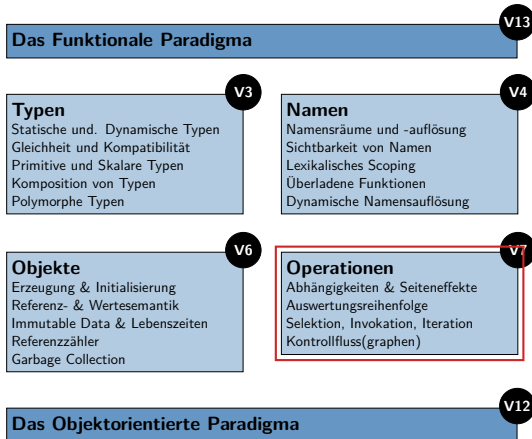 V13
Das Funktionale Paradigma
V3
Typen
Statische und. Dynamische Typen
Gleichheit und Kompatibilität
Primitive und Skalare Typen
Komposition von Typen
Polymorphe Typen
V4
Namen
Namensräume und -auflösung
Sichtbarkeit von Namen
Lexikalisches Scoping
Überladene Funktionen
Dynamische Namensauflösung
V6
Objekte
Erzeugung & Initialisierung
Referenz- & Wertesemantik
Immutable Data & Lebenszeiten
Referenzzähler
Garbage Collection
V7
Operationen
Abhängigkeiten & Seiteneffekte
Auswertungsreihenfolge
Selektion, Invokation, Iteration
Kontrollfluss(graphen)
V12
Das Objektorientierte Paradigma